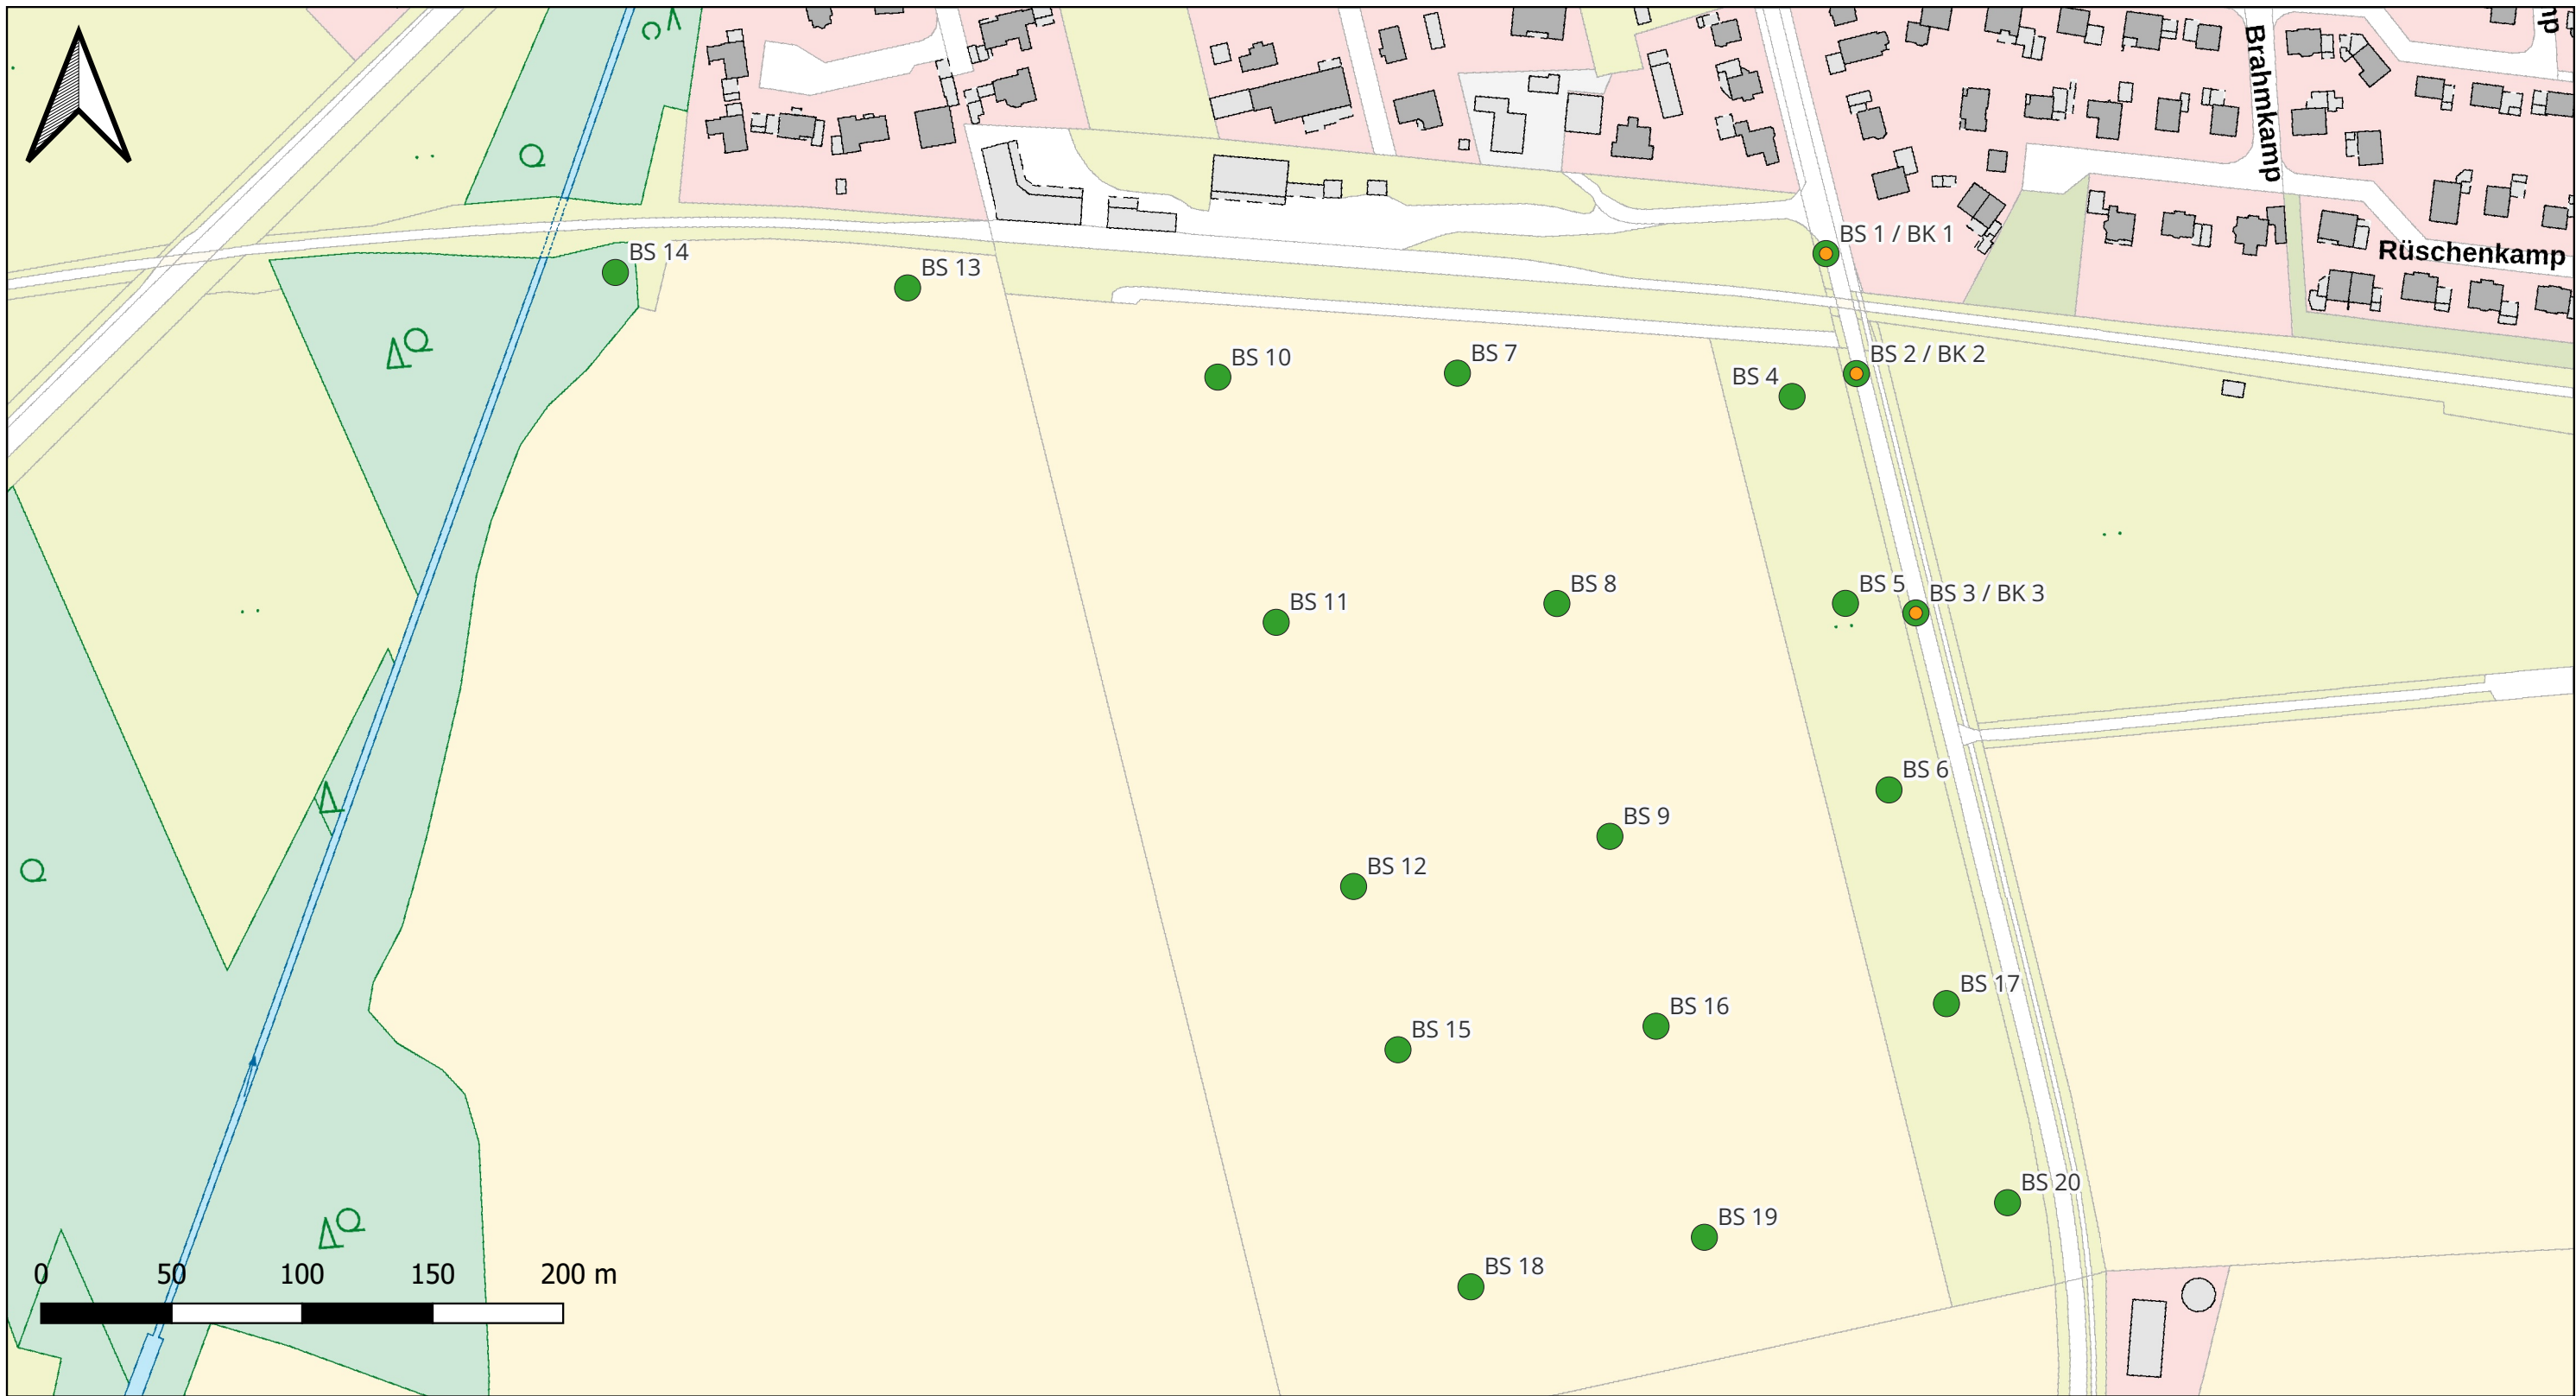 Brahmkamp
BS 1 / BK 1
Rüschenkamp
BS 14
BS 13
BS 10
BS 7
BS 4
BS 2 / BK 2
BS 11
BS 8
BS 5
BS 3 / BK 3
BS 6
BS 9
BS 12
BS 17
BS 16
BS 15
BS 20
BS 19
BS 18
0 50 100 150 200 m